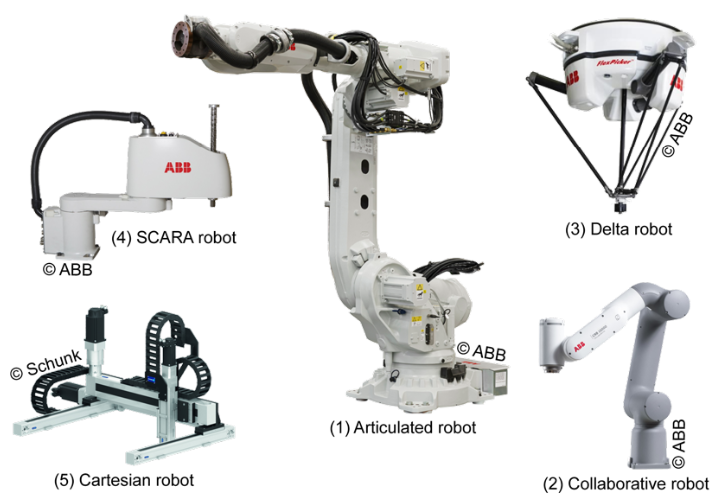 FlexPicker
ABB
ABB
© ABB
(3) Delta robot
ABB
(4) SCARA robot
© ABB
© Schunk
(5) Cartesian robot
© ABB
(1) Articulated robot
ABB
© ABB
(2) Collaborative robot